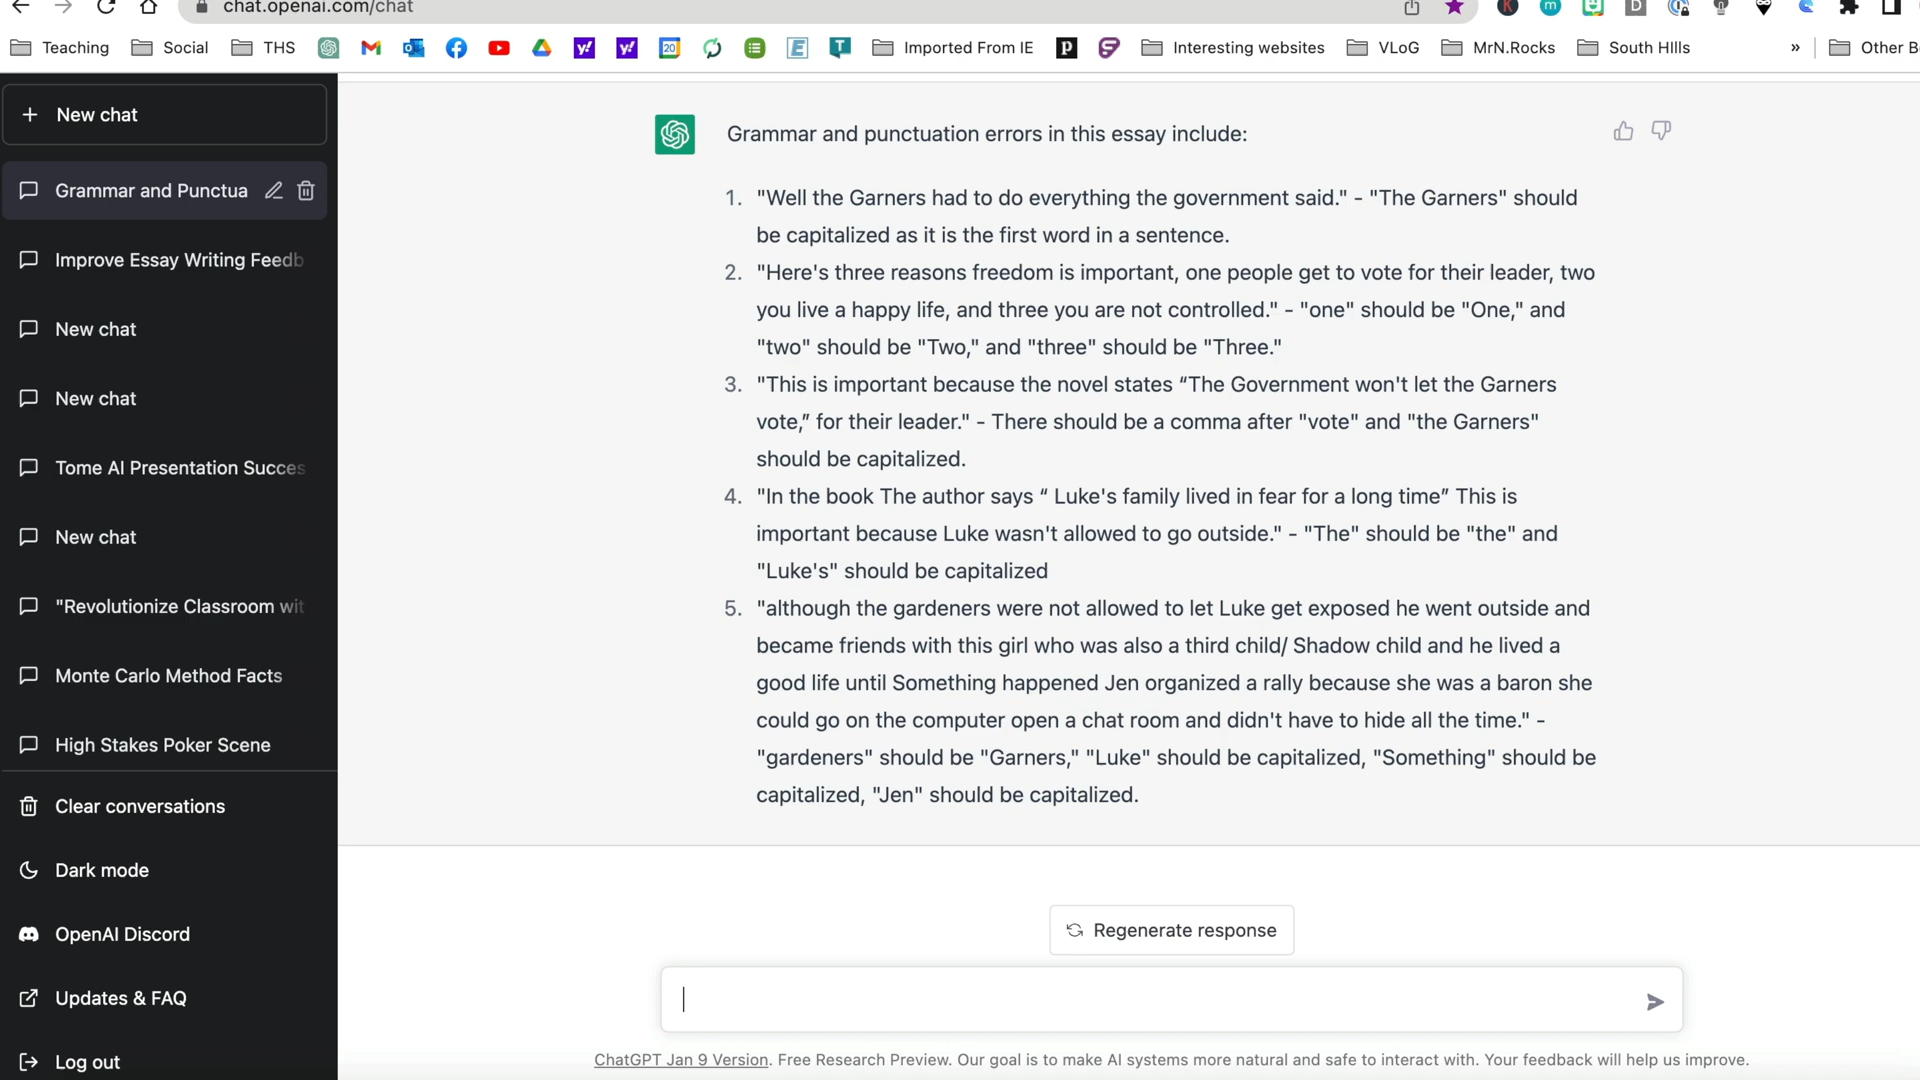 chat.openai.com/chat
Teaching
Social
THS
20
Imported From IE
Interesting websites
VLoG
MrN.Rocks
South HIlls
»
Other B
New chat
Grammar and Punctua
Improve Essay Writing Feedb
New chat
New chat
Tome AI Presentation Succes
New chat
"Revolutionize Classroom wit
Monte Carlo Method Facts
High Stakes Poker Scene
Clear conversations
Dark mode
OpenAI Discord
Updates & FAQ
Log out
Grammar and punctuation errors in this essay include:
1. "Well the Garners had to do everything the government said." - "The Garners" should
be capitalized as it is the first word in a sentence.
2. "Here's three reasons freedom is important, one people get to vote for their leader, two
you live a happy life, and three you are not controlled." - "one" should be "One," and
"two" should be "Two," and "three" should be "Three."
3. "This is important because the novel states “The Government won't let the Garners
vote,” for their leader." - There should be a comma after "vote" and "the Garners"
should be capitalized.
4. "In the book The author says “ Luke's family lived in fear for a long time” This is
important because Luke wasn't allowed to go outside." - "The" should be "the" and
"Luke's" should be capitalized
5. "although the gardeners were not allowed to let Luke get exposed he went outside and
became friends with this girl who was also a third child/ Shadow child and he lived a
good life until Something happened Jen organized a rally because she was a baron she
could go on the computer open a chat room and didn't have to hide all the time." -
"gardeners" should be "Garners," "Luke" should be capitalized, "Something" should be
capitalized, "Jen" should be capitalized.
Regenerate response
ChatGPT Jan 9 Version. Free Research Preview. Our goal is to make AI systems more natural and safe to interact with. Your feedback will help us improve.